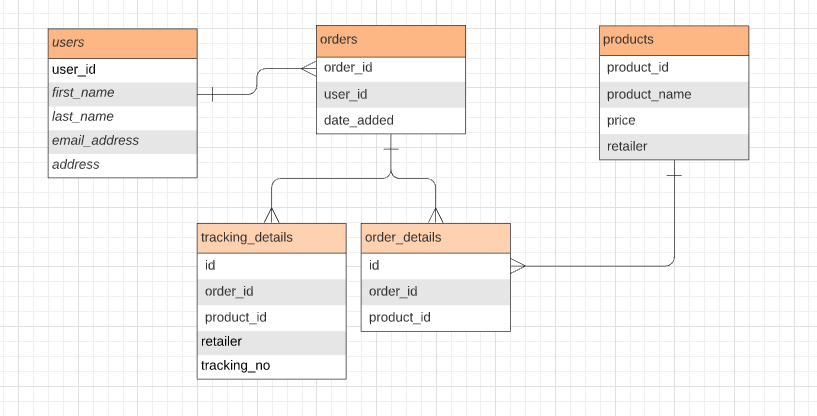 users
user_id
first_name
last_name
email_address
address
orders
order_id
user_id
date_added
products
product_id
product_name
price
retailer
tracking_details
id
order_id
product_id
retailer
tracking_no
order_details
id
order_id
product_id